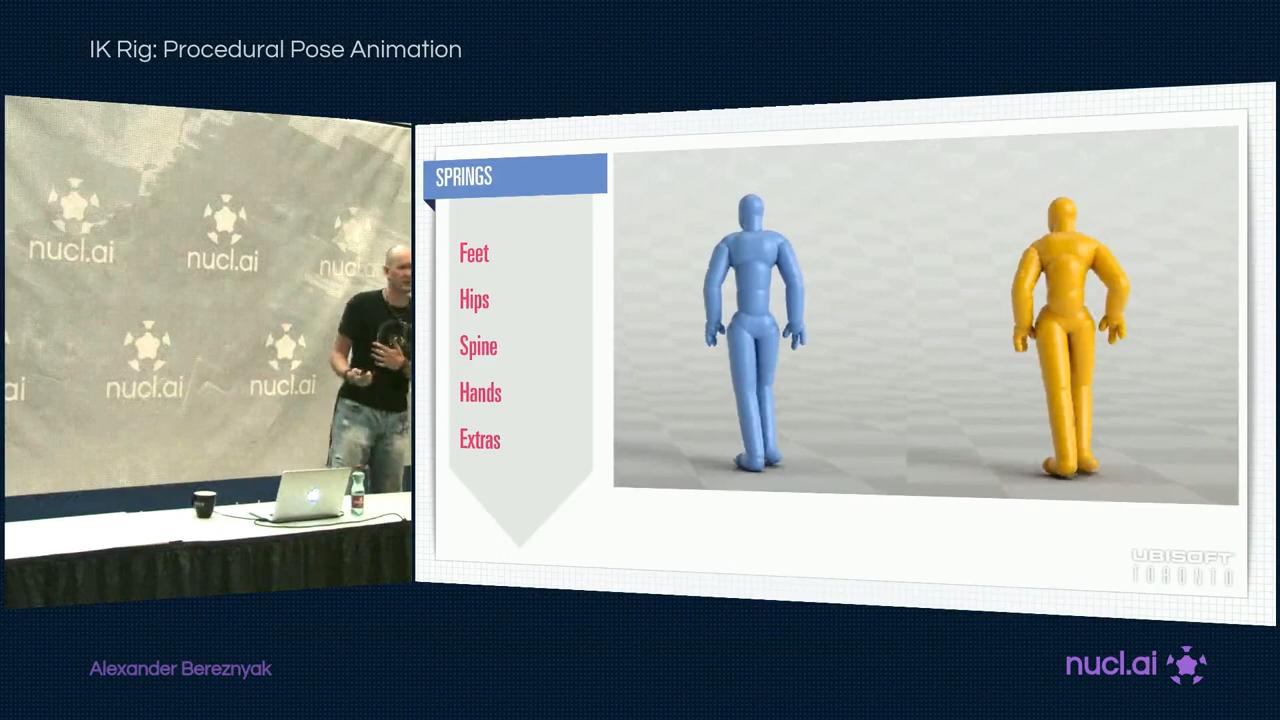 IK Rig: Procedural Pose Animation
nucl.ai
nucl.ai
nucl.ai
ai
nucl.ai
nucl.ai
SPRINGS
Feet
Hips
Spine
Hands
Extras
UBISOFT
TORONTO
Alexander Bereznyak
nucl.ai